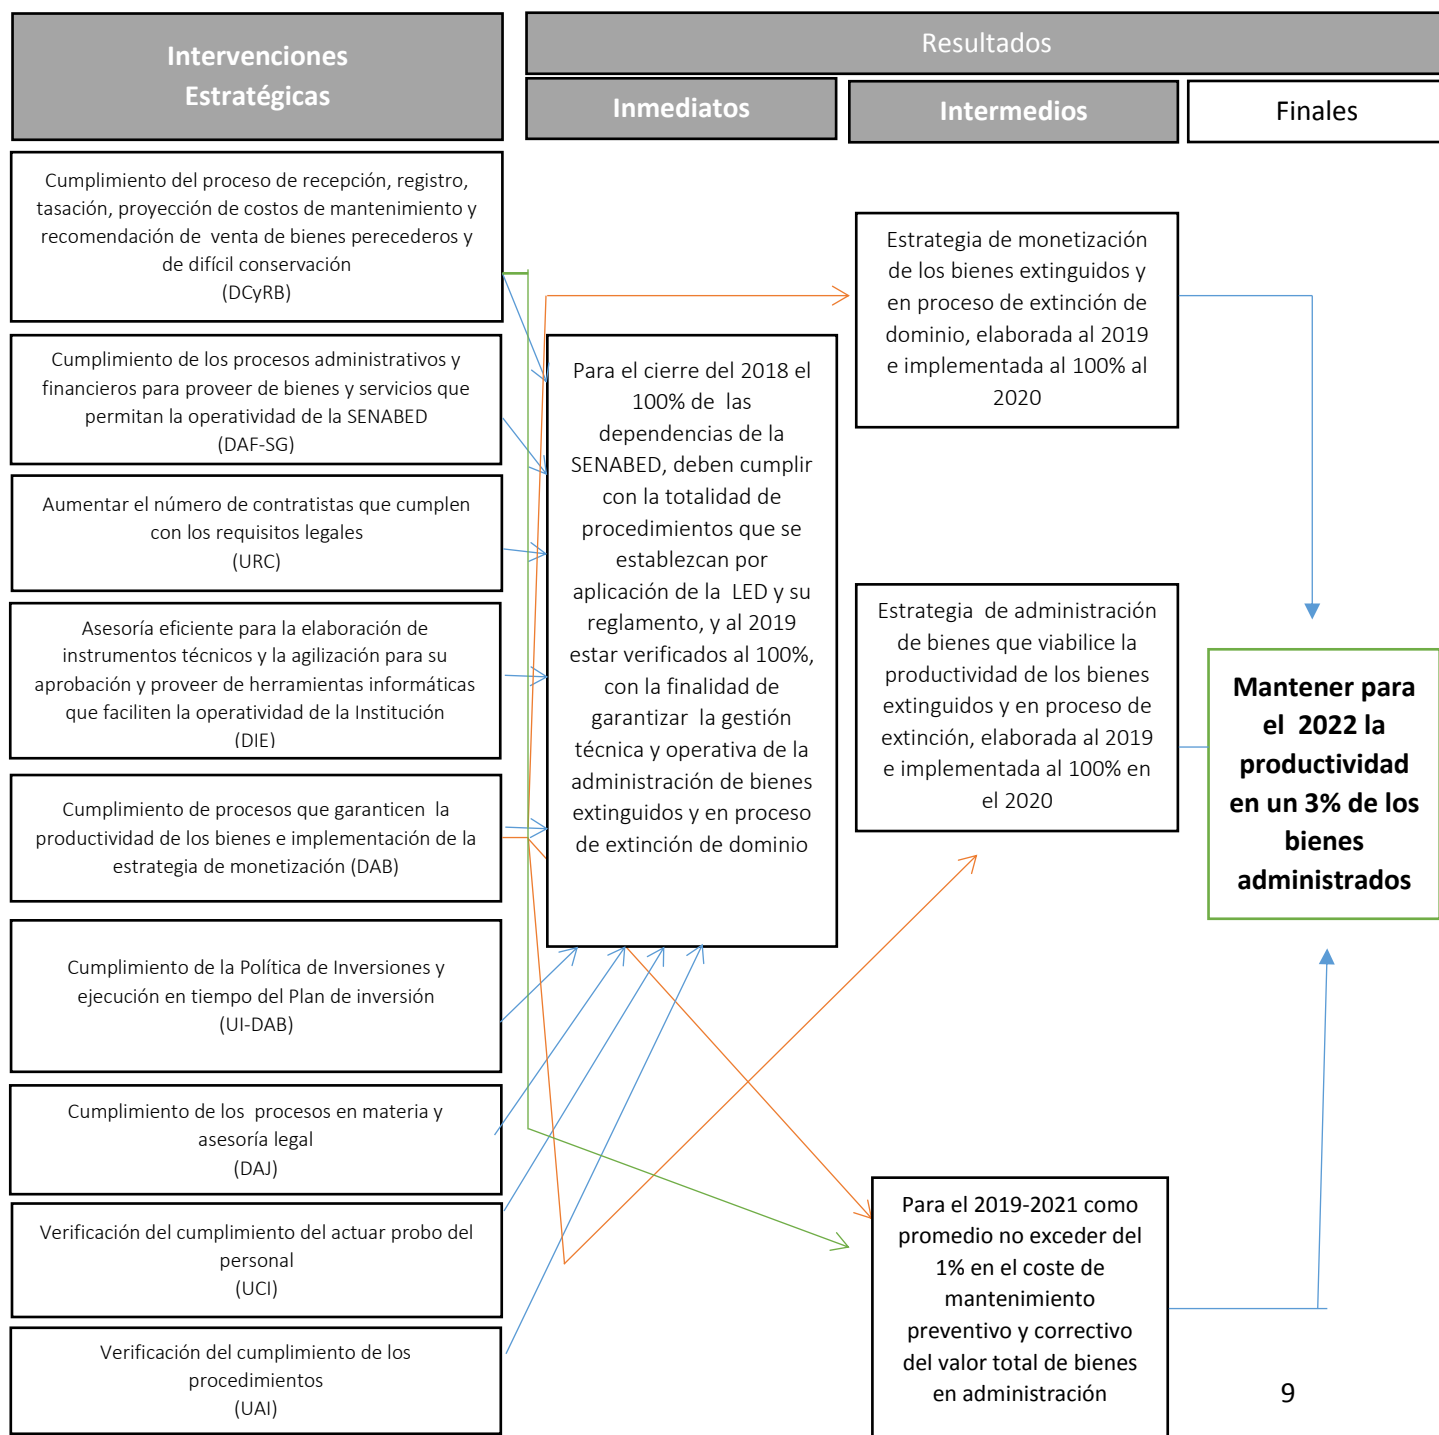 Intervenciones
Estratégicas
Resultados
Inmediatos
Intermedios
Finales
Cumplimiento del proceso de recepción, registro,
tasación, proyección de costos de mantenimiento y
recomendación de venta de bienes perecederos y
de difícil conservación
(DCyRB)
Cumplimiento de los procesos administrativos y
financieros para proveer de bienes y servicios que
permitan la operatividad de la SENABED
(DAF-SG)
Aumentar el número de contratistas que cumplen
con los requisitos legales
(URC)
Asesoría eficiente para la elaboración de
instrumentos técnicos y la agilización para su
aprobación y proveer de herramientas informáticas
que faciliten la operatividad de la Institución
(DIE)
Cumplimiento de procesos que garanticen la
productividad de los bienes e implementación de la
estrategia de monetización (DAB)
Cumplimiento de la Política de Inversiones y
ejecución en tiempo del Plan de inversión
(UI-DAB)
Cumplimiento de los procesos en materia y
asesoría legal
(DAJ)
Verificación del cumplimiento del actuar probo del
personal
(UCI)
Verificación del cumplimiento de los
procedimientos
(UAI)
Para el cierre del 2018 el
100% de las
dependencias de la
SENABED, deben cumplir
con la totalidad de
procedimientos que se
establezcan por
aplicación de la LED y su
reglamento, y al 2019
estar verificados al 100%,
con la finalidad de
garantizar la gestión
técnica y operativa de la
administración de bienes
extinguidos y en proceso
de extinción de dominio
Estrategia de monetización
de los bienes extinguidos y
en proceso de extinción de
dominio, elaborada al 2019
e implementada al 100% al
2020
Estrategia de administración
de bienes que viabilice la
productividad de los bienes
extinguidos y en proceso de
extinción, elaborada al 2019
e implementada al 100% en
el 2020
Para el 2019-2021 como
promedio no exceder del
1% en el coste de
mantenimiento
preventivo y correctivo
del valor total de bienes
en administración
Mantener para
el 2022 la
productividad
en un 3% de los
bienes
administrados
9